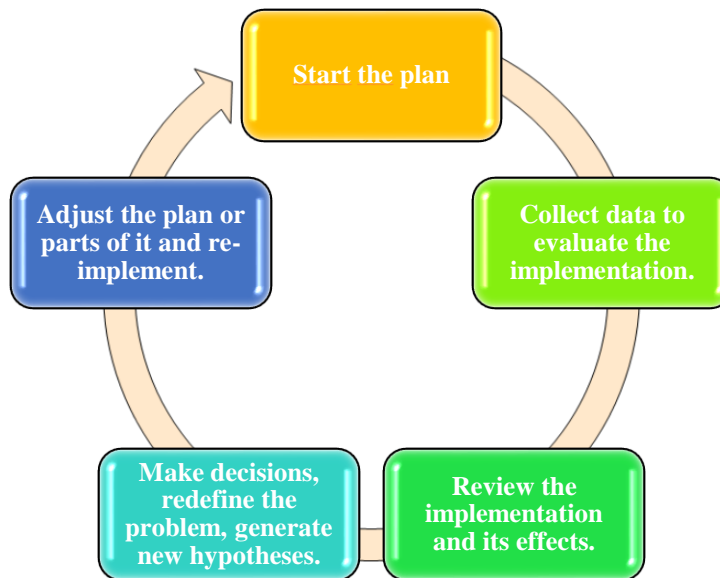 Start the plan
Collect data to
evaluate the
implementation.
Review the
implementation
and its effects.
Make decisions,
redefine the
problem, generate
new hypotheses.
Adjust the plan or
parts of it and re-
implement.